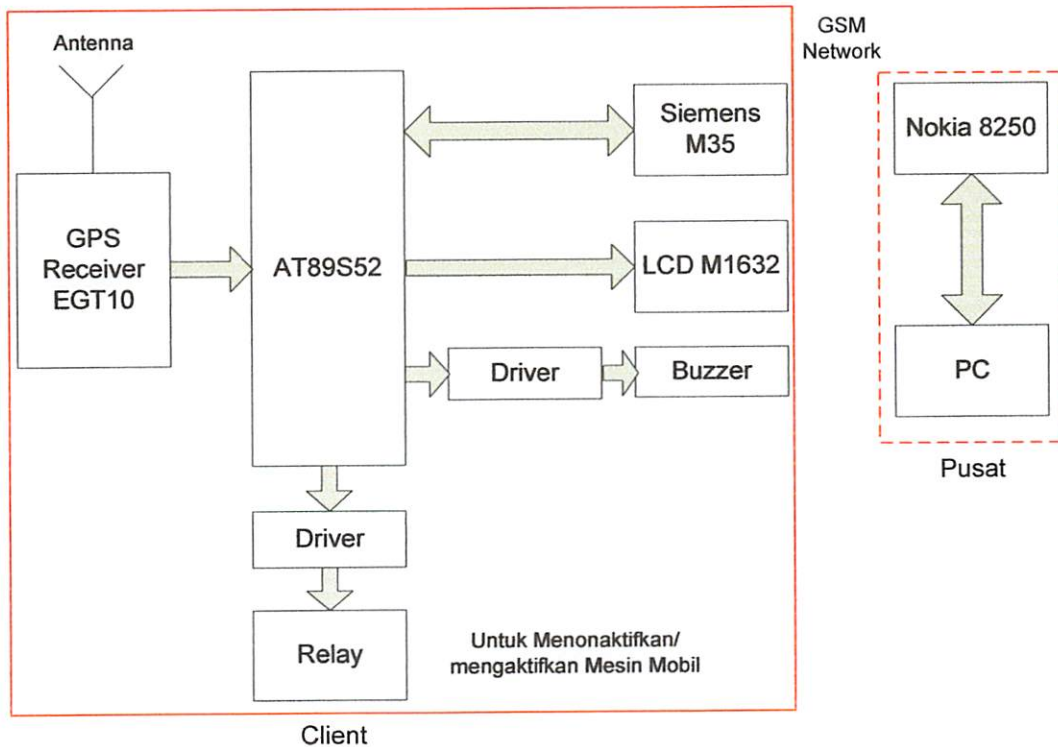 Antenna
GPS
Receiver
EGT10
AT89S52
Siemens
M35
LCD M1632
Driver
Buzzer
Driver
Relay
Untuk Menonaktifkan/
mengaktifkan Mesin Mobil
Client
GSM
Network
Nokia 8250
PC
Pusat